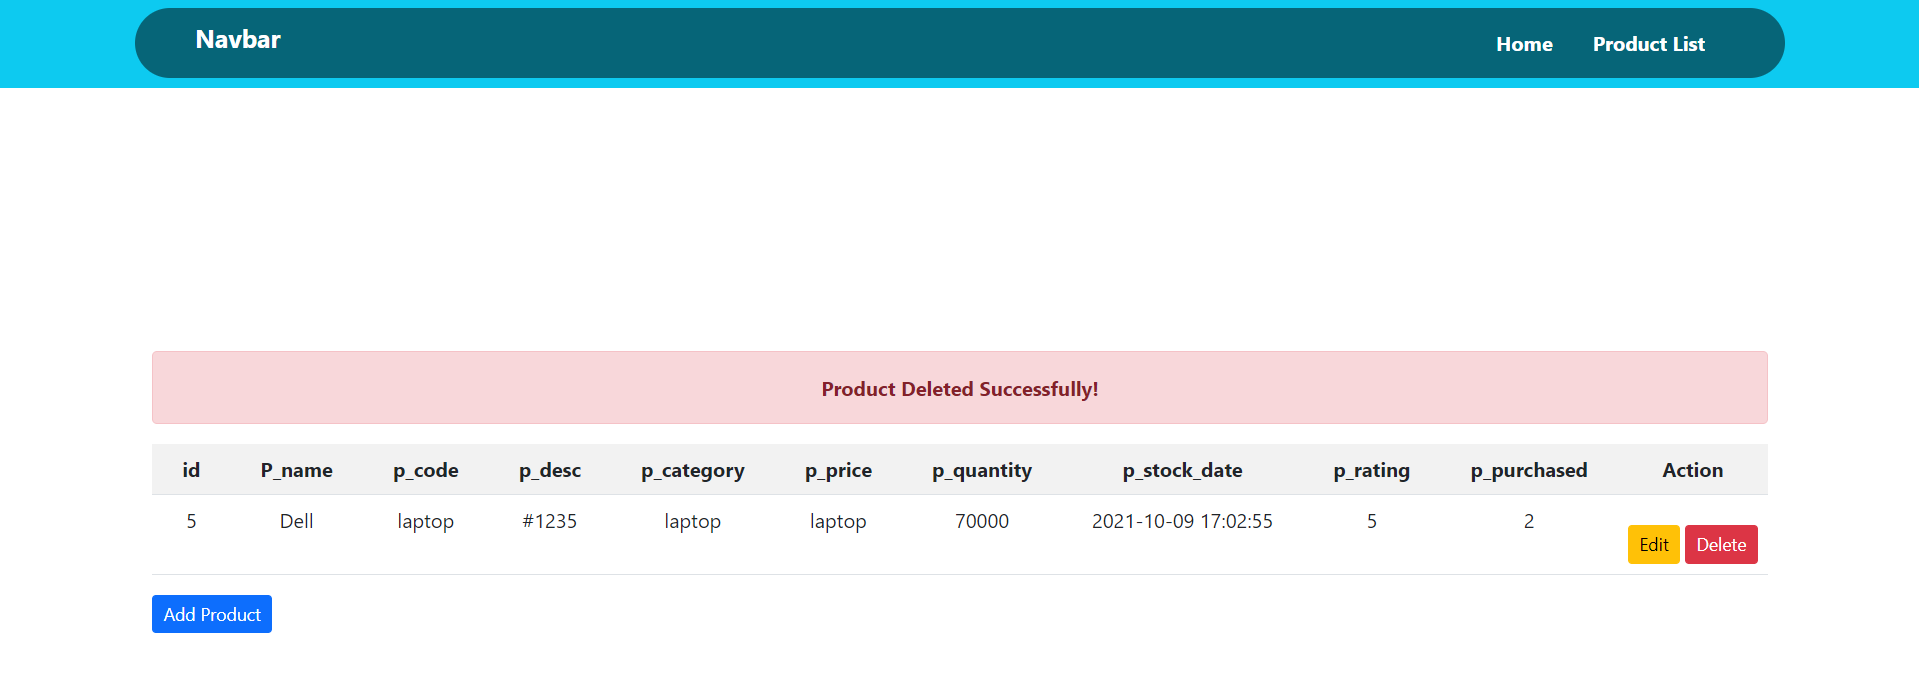 Navbar Home Product List
Product Deleted Successfully!
id P_name p_code p_desc p_category p_price p_quantity p_stock_date p_rating p_purchased Action
5 Dell laptop #1235 laptop laptop 70000 2021-10-09 17:02:55 5 2
Edit Delete
Add Product